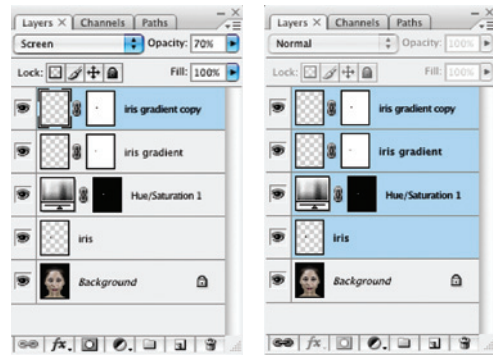 Layers × Channels Paths
Screen Opacity: 70%
Lock: Fill: 100%
iris gradient copy
iris gradient
Hue/Saturation 1
iris
Background
fx.
Layers × Channels Paths
Normal Opacity: 100%
Lock: Fill: 100%
iris gradient copy
iris gradient
Hue/Saturation 1
iris
Background
fx.